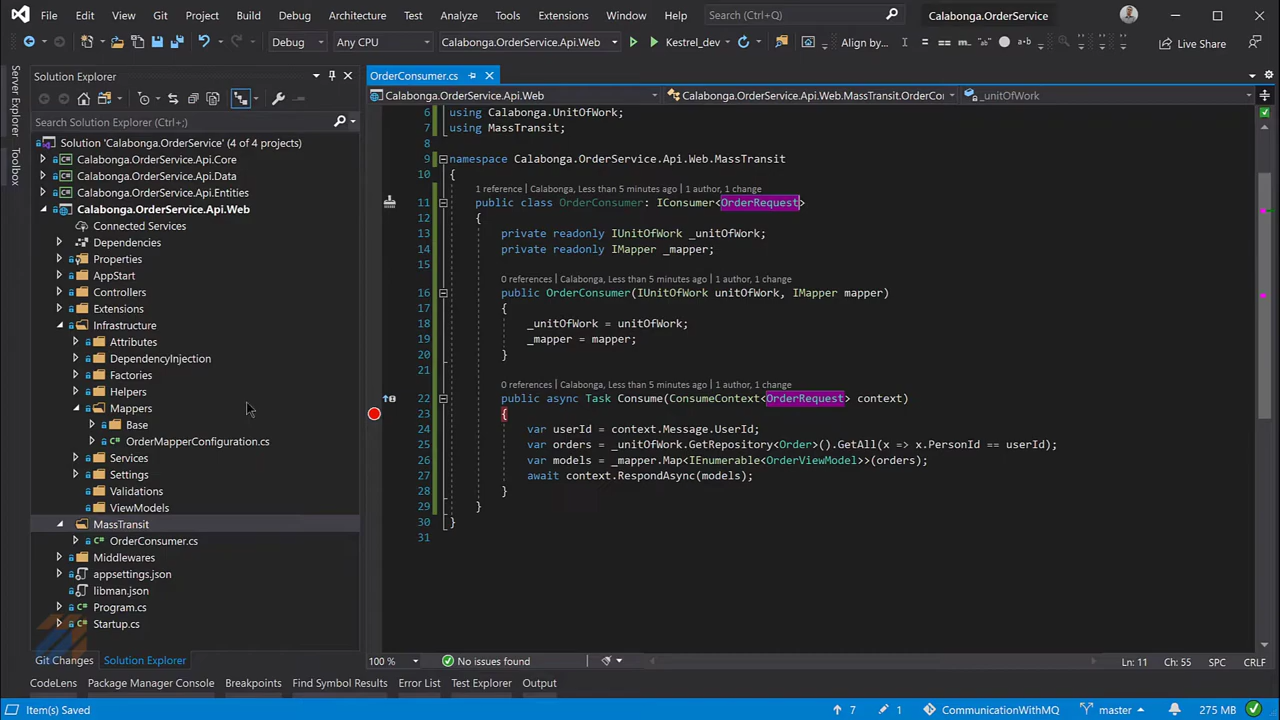 File Edit View Git Project Build Debug Architecture Test Analyze Tools Extensions Window Help Search (Ctrl+Q) Calabonga.OrderService
Debug Any CPU Calabonga.OrderService.Api.Web Kestrel_dev Align by... Live Share
Server Explorer
Toolbox
Solution Explorer
Search Solution Explorer (Ctrl+;)
Solution 'Calabonga.OrderService' (4 of 4 projects)
Calabonga.OrderService.Api.Core
Calabonga.OrderService.Api.Data
Calabonga.OrderService.Api.Entities
Calabonga.OrderService.Api.Web
Connected Services
Dependencies
Properties
AppStart
Controllers
Extensions
Infrastructure
Attributes
DependencyInjection
Factories
Helpers
Mappers
Base
OrderMapperConfiguration.cs
Services
Settings
Validations
ViewModels
MassTransit
OrderConsumer.cs
Middlewares
appsettings.json
libman.json
Program.cs
Startup.cs
Git Changes Solution Explorer
OrderConsumer.cs
Calabonga.OrderService.Api.Web Calabonga.OrderService.Api.Web.MassTransit.OrderCor _unitOfWork
6 using Calabonga.UnitOfWork;
7 using MassTransit;
8
9 namespace Calabonga.OrderService.Api.Web.MassTransit
10 {
1 reference | Calabonga, Less than 5 minutes ago | 1 author, 1 change
11 public class OrderConsumer: IConsumer<OrderRequest>
12 {
13 private readonly IUnitOfWork _unitOfWork;
14 private readonly IMapper _mapper;
15
0 references | Calabonga, Less than 5 minutes ago | 1 author, 1 change
16 public OrderConsumer(IUnitOfWork unitOfWork, IMapper mapper)
17 {
18 _unitOfWork = unitOfWork;
19 _mapper = mapper;
20 }
21
0 references | Calabonga, Less than 5 minutes ago | 1 author, 1 change
22 public async Task Consume(ConsumeContext<OrderRequest> context)
23 {
24 var userId = context.Message.UserId;
25 var orders = _unitOfWork.GetRepository<Order>().GetAll(x => x.PersonId == userId);
26 var models = _mapper.Map<IEnumerable<OrderViewModel>>(orders);
27 await context.RespondAsync(models);
28 }
29 }
30 }
31
100 % No issues found Ln: 11 Ch: 55 SPC CRLF
CodeLens Package Manager Console Breakpoints Find Symbol Results Error List Test Explorer Output
Item(s) Saved 7 1 CommunicationWithMQ master 275 MB